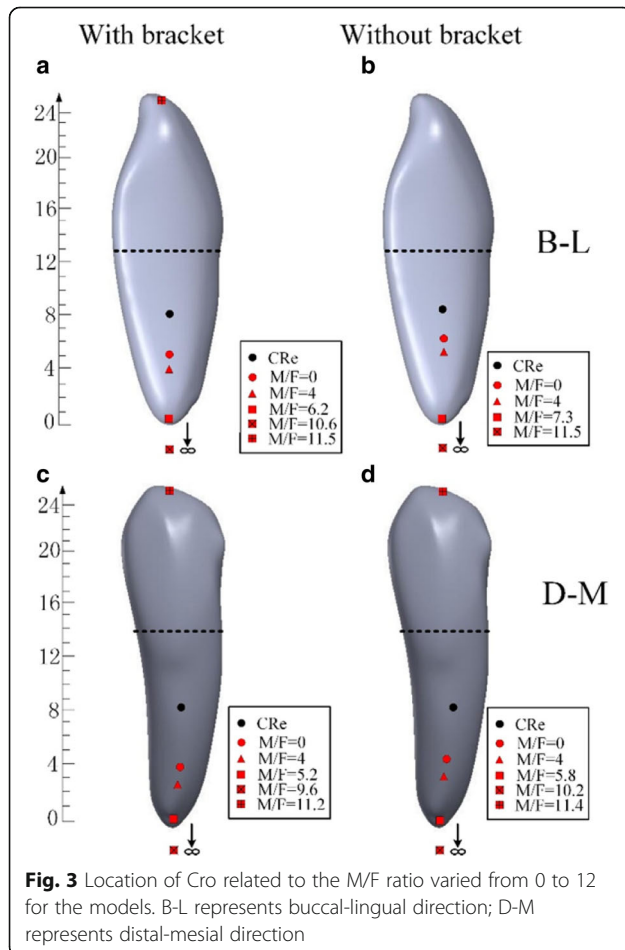 With bracket Without bracket
a b
24
20
16
12
8
4
0
B-L
CRe
M/F=0
M/F=4
M/F=6.2
M/F=10.6
M/F=11.5
∞
CRe
M/F=0
M/F=4
M/F=7.3
M/F=11.5
∞
c d
24
20
16
12
8
4
0
D-M
CRe
M/F=0
M/F=4
M/F=5.2
M/F=9.6
M/F=11.2
∞
CRe
M/F=0
M/F=4
M/F=5.8
M/F=10.2
M/F=11.4
∞
Fig. 3 Location of Cro related to the M/F ratio varied from 0 to 12
for the models. B-L represents buccal-lingual direction; D-M
represents distal-mesial direction